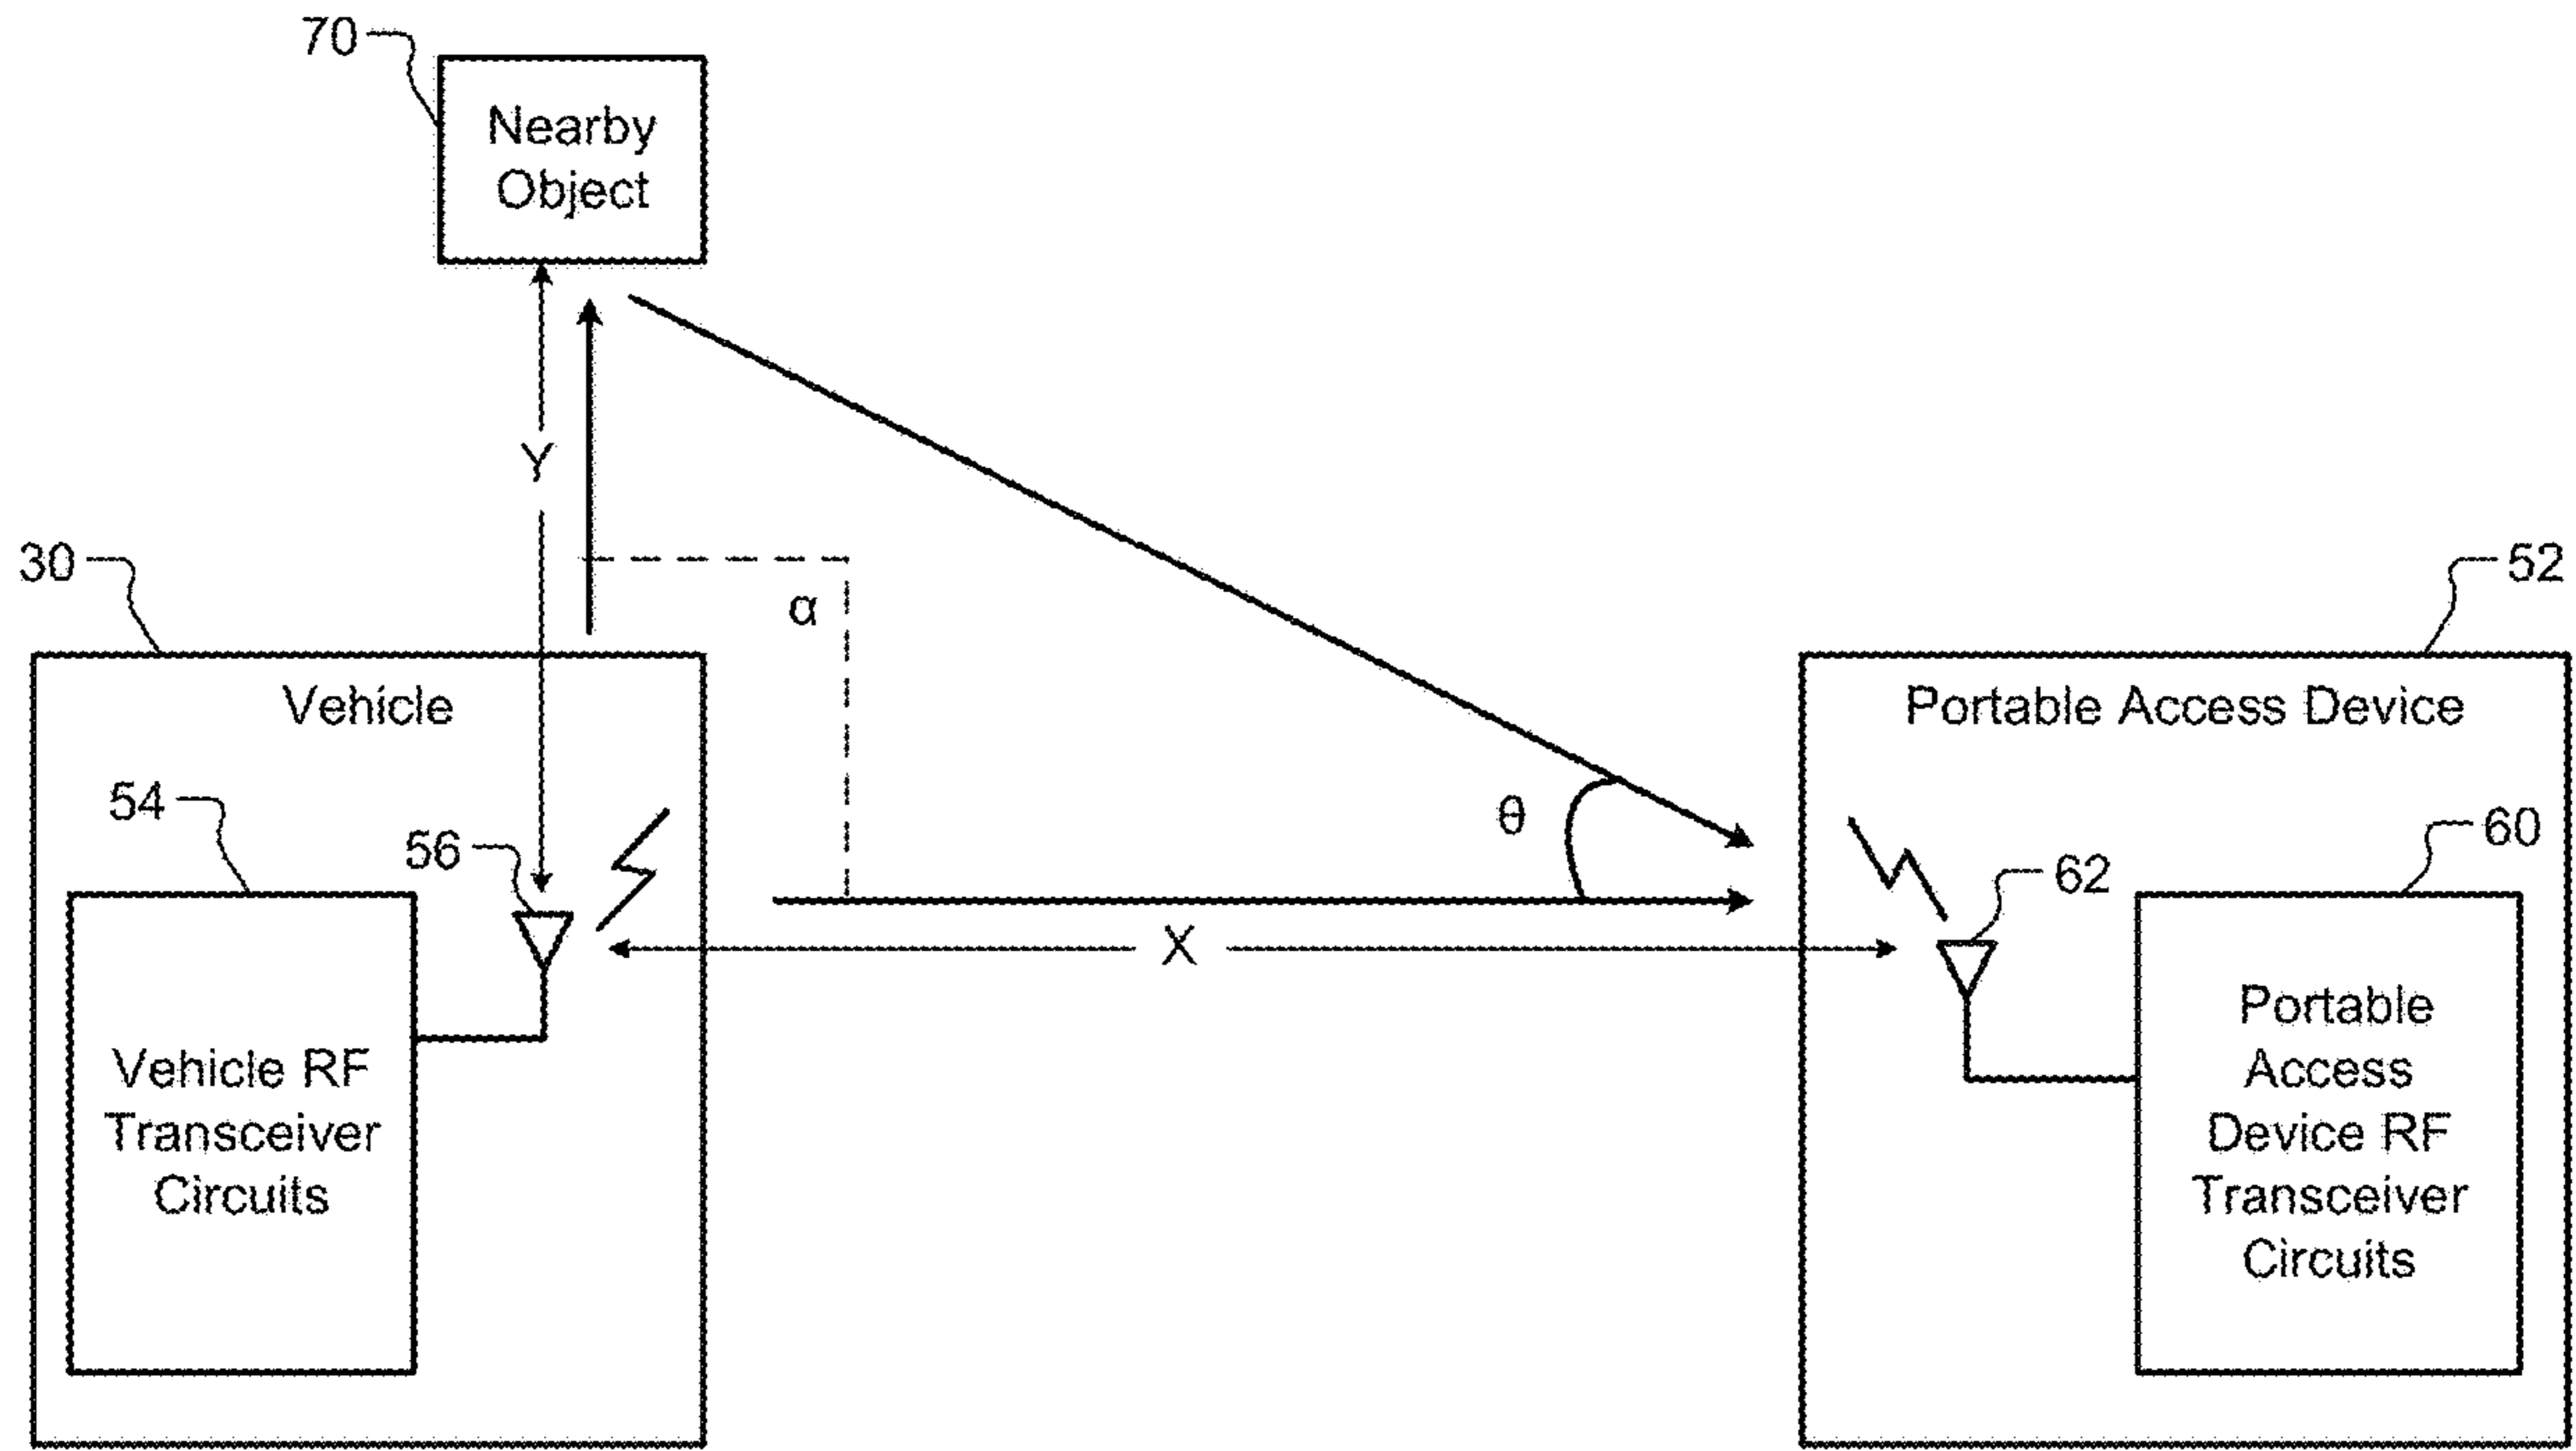 70
Nearby
Object
Y
30
α
52
Vehicle
Portable Access Device
54
56
θ
62
60
X
Vehicle RF
Transceiver
Circuits
Portable
Access
Device RF
Transceiver
Circuits